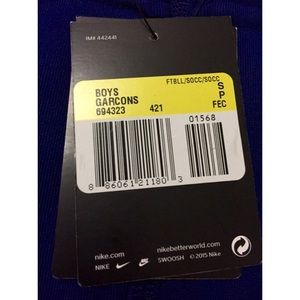 IM# 442441
FTBLL/SOCC/SOCC
BOYS S
GARCONS P
694323 421 FEC
01568
8 86061 21180 3
nike.com nikebetterworld.com
NIKE SWOOSH © 2015 Nike